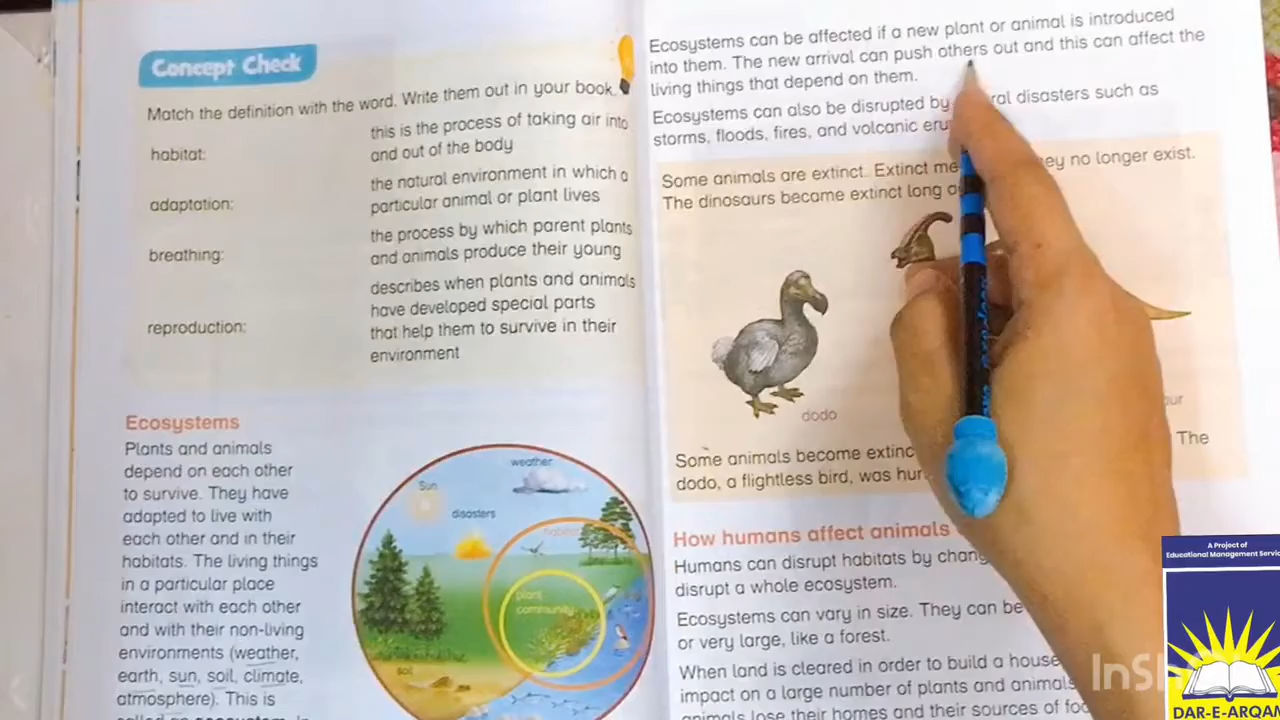 Concept Check
Match the definition with the word. Write them out in your book.
habitat:
this is the process of taking air into
and out of the body
adaptation:
the natural environment in which a
particular animal or plant lives
breathing:
the process by which parent plants
and animals produce their young
reproduction:
describes when plants and animals
have developed special parts
that help them to survive in their
environment
Ecosystems
Plants and animals
depend on each other
to survive. They have
adapted to live with
each other and in their
habitats. The living things
in a particular place
interact with each other
and with their non-living
environments (weather,
earth, sun, soil, climate,
atmosphere). This is
weather
Sun
disasters
habitat
plant
community
soil
Ecosystems can be affected if a new plant or animal is introduced
into them. The new arrival can push others out and this can affect the
living things that depend on them.
Ecosystems can also be disrupted by disasters such as
storms, floods, fires, and volcanic
Some animals are extinct. Extinct they no longer exist.
The dinosaurs became extinct long
dodo
Some animals become The
dodo, a flightless bird, was
How humans affect animals
Humans can disrupt habitats by
disrupt a whole ecosystem.
Ecosystems can vary in size. They can be
or very large, like a forest.
When land is cleared in order to build a house
impact on a large number of plants and animals
animals lose their homes and their sources of
A Project of
Educational Management
DAR-E-ARQAM